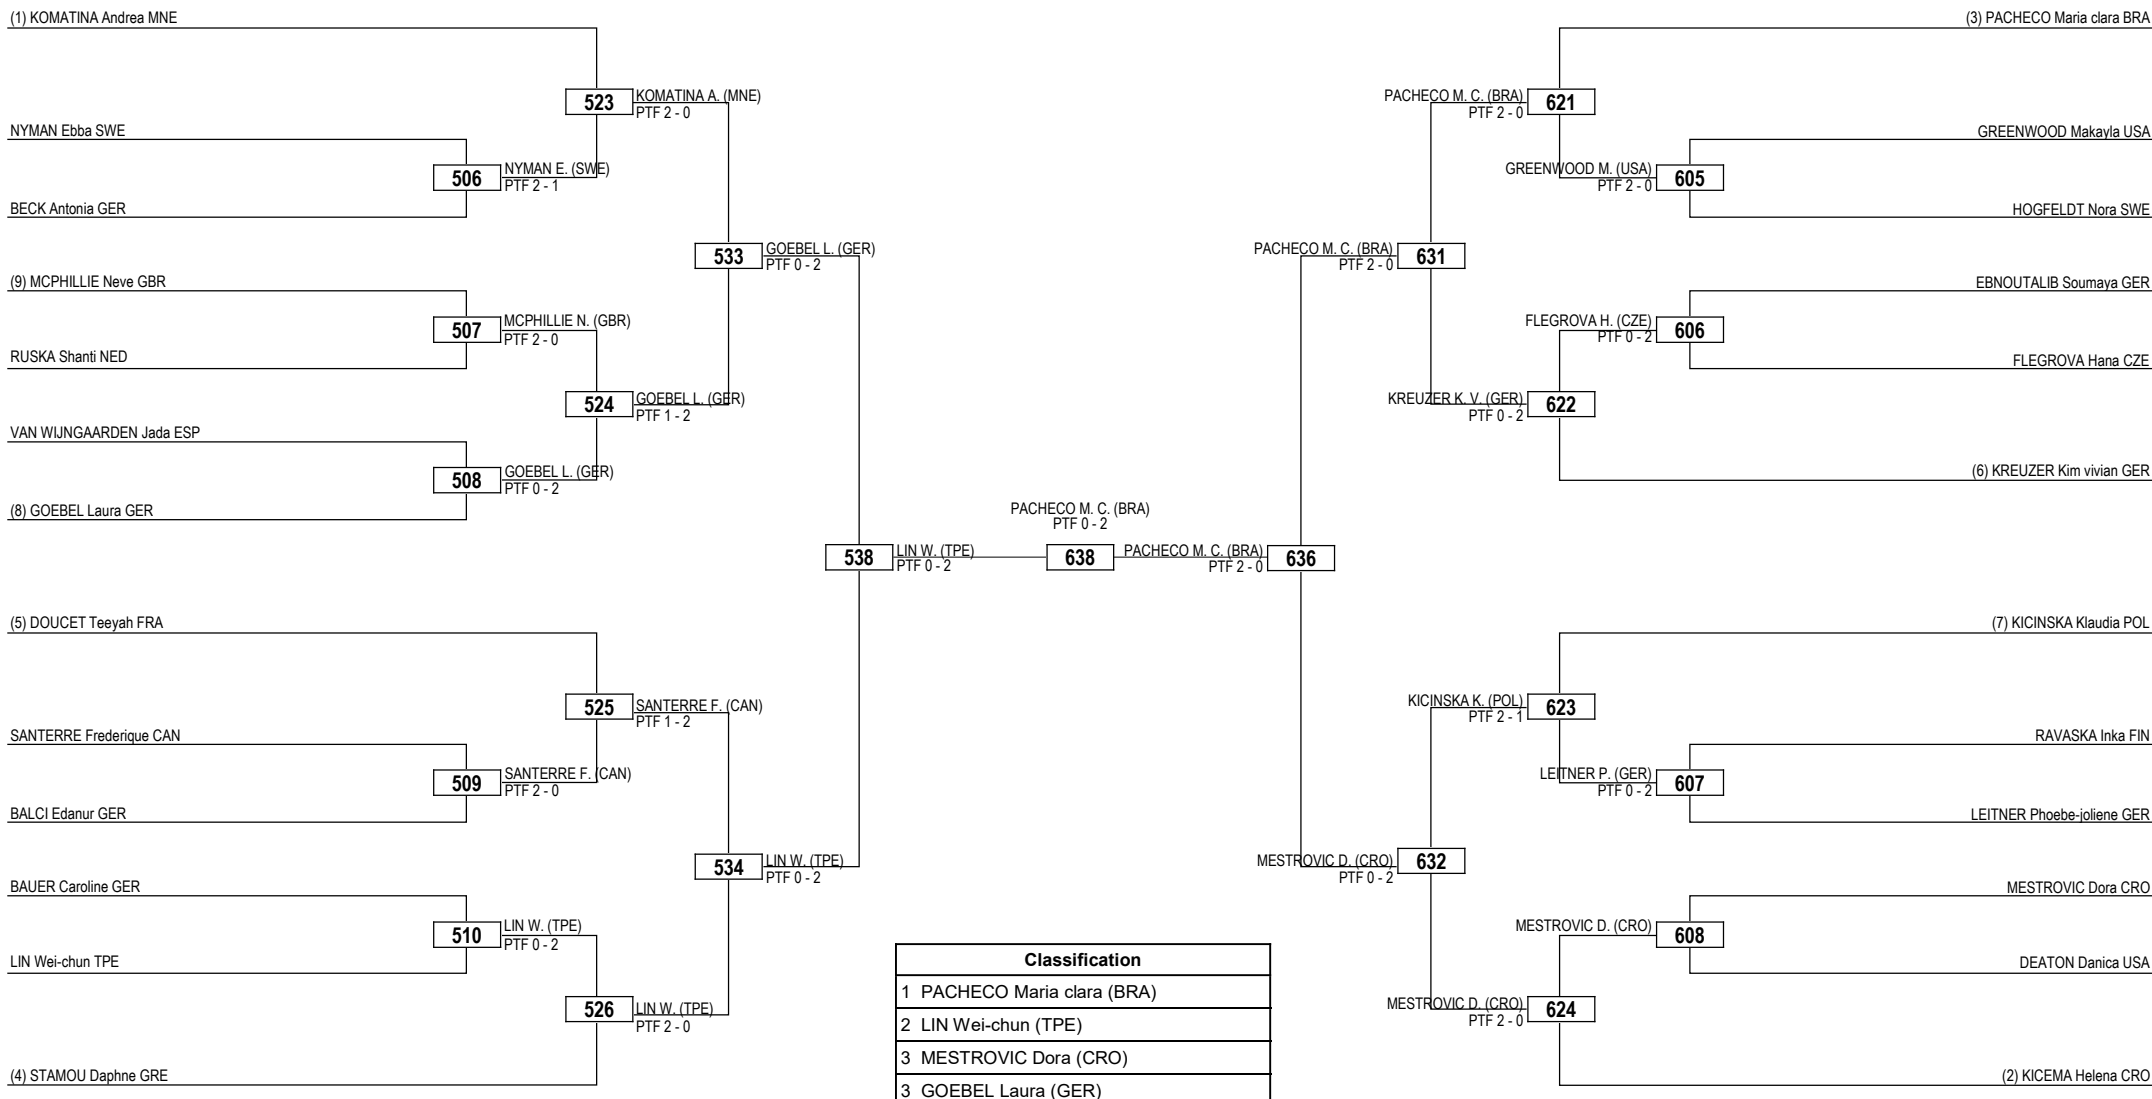 (1) KOMATINA Andrea MNE
523
KOMATINA A. (MNE)
PTF 2 - 0
NYMAN Ebba SWE
506
NYMAN E. (SWE)
PTF 2 - 1
BECK Antonia GER
533
GOEBEL L. (GER)
PTF 0 - 2
(9) MCPHILLIE Neve GBR
507
MCPHILLIE N. (GBR)
PTF 2 - 0
RUSKA Shanti NED
524
GOEBEL L. (GER)
PTF 1 - 2
VAN WIJNGAARDEN Jada ESP
508
GOEBEL L. (GER)
PTF 0 - 2
(8) GOEBEL Laura GER
538
LIN W. (TPE)
PTF 0 - 2
(5) DOUCET Teeyah FRA
525
SANTERRE F. (CAN)
PTF 1 - 2
SANTERRE Frederique CAN
509
SANTERRE F. (CAN)
PTF 2 - 0
BALCI Edanur GER
534
LIN W. (TPE)
PTF 0 - 2
BAUER Caroline GER
510
LIN W. (TPE)
PTF 0 - 2
LIN Wei-chun TPE
526
LIN W. (TPE)
PTF 2 - 0
(4) STAMOU Daphne GRE
PACHECO M. C. (BRA)
PTF 0 - 2
638
PACHECO M. C. (BRA)
PTF 2 - 0
636
(3) PACHECO Maria clara BRA
PACHECO M. C. (BRA)
PTF 2 - 0
621
GREENWOOD Makayla USA
GREENWOOD M. (USA)
PTF 2 - 0
605
HOGFELDT Nora SWE
PACHECO M. C. (BRA)
PTF 2 - 0
631
EBNOUTALIB Soumaya GER
FLEGROVA H. (CZE)
PTF 0 - 2
606
FLEGROVA Hana CZE
KREUZER K. V. (GER)
PTF 0 - 2
622
(6) KREUZER Kim vivian GER
(7) KICINSKA Klaudia POL
KICINSKA K. (POL)
PTF 2 - 1
623
RAVASKA Inka FIN
LEITNER P. (GER)
PTF 0 - 2
607
LEITNER Phoebe-joliene GER
MESTROVIC D. (CRO)
PTF 0 - 2
632
MESTROVIC Dora CRO
MESTROVIC D. (CRO)
608
DEATON Danica USA
MESTROVIC D. (CRO)
PTF 2 - 0
624
(2) KICEMA Helena CRO
Classification
1 PACHECO Maria clara (BRA)
2 LIN Wei-chun (TPE)
3 MESTROVIC Dora (CRO)
3 GOEBEL Laura (GER)